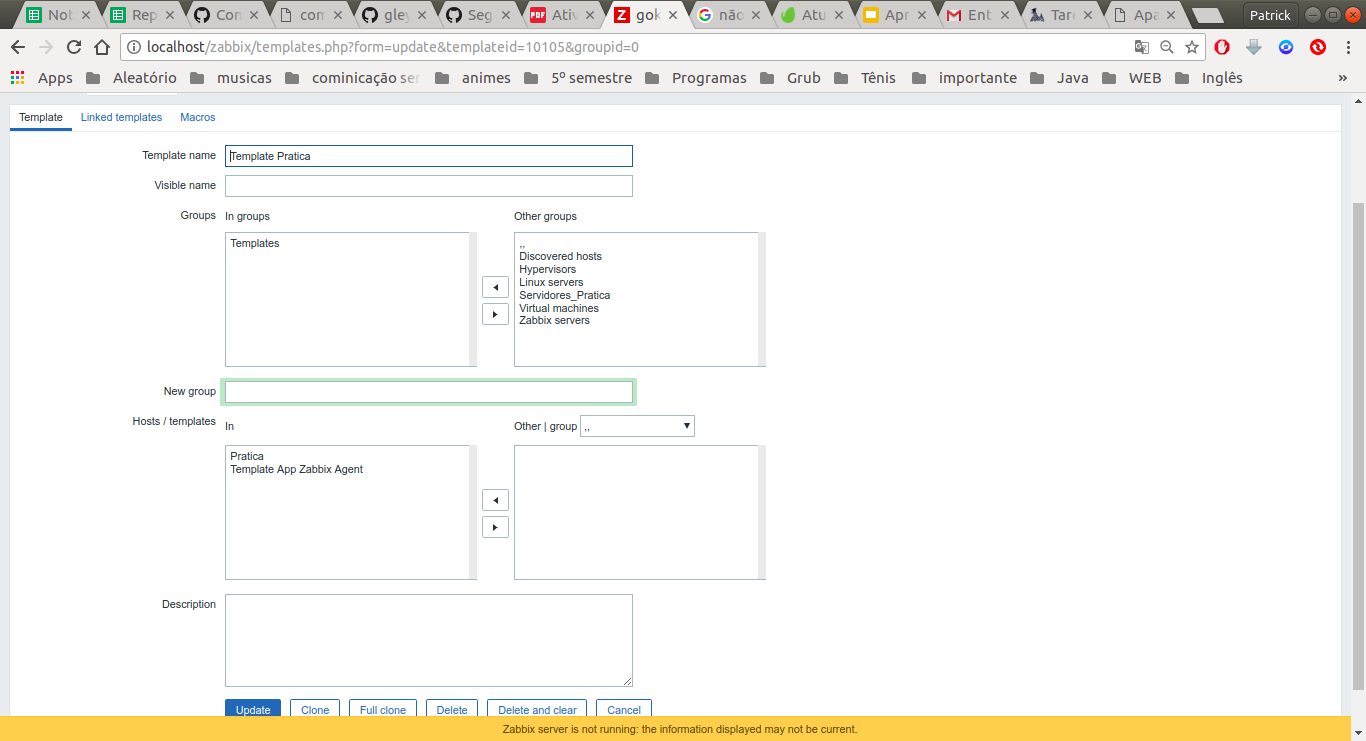 Not Rep Con com gley Seg Ativ gok não Atu Apr Ent Tare Apa Patrick
localhost/zabbix/templates.php?form=update&templateid=10105&groupid=0
Apps Aleatório musicas cominicação ser animes 5º semestre Programas Grub Tênis importante Java WEB Inglês »
Template Linked templates Macros
Template name Template Pratica
Visible name
Groups In groups Other groups
Templates
,,
Discovered hosts
Hypervisors
Linux servers
Servidores_Pratica
Virtual machines
Zabbix servers
New group
Hosts / templates In Other | group ,,
Pratica
Template App Zabbix Agent
Description
Update Clone Full clone Delete Delete and clear Cancel
Zabbix server is not running: the information displayed may not be current.